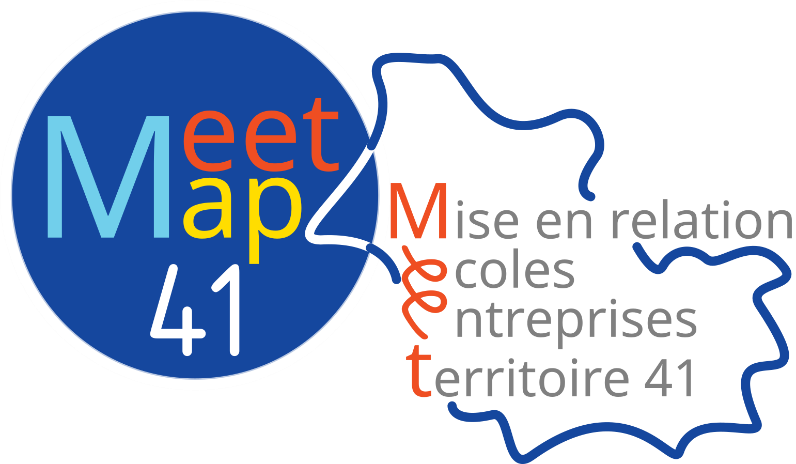 Meet
Map
41
Mise en relation
ecoles
entreprises
territoire 41